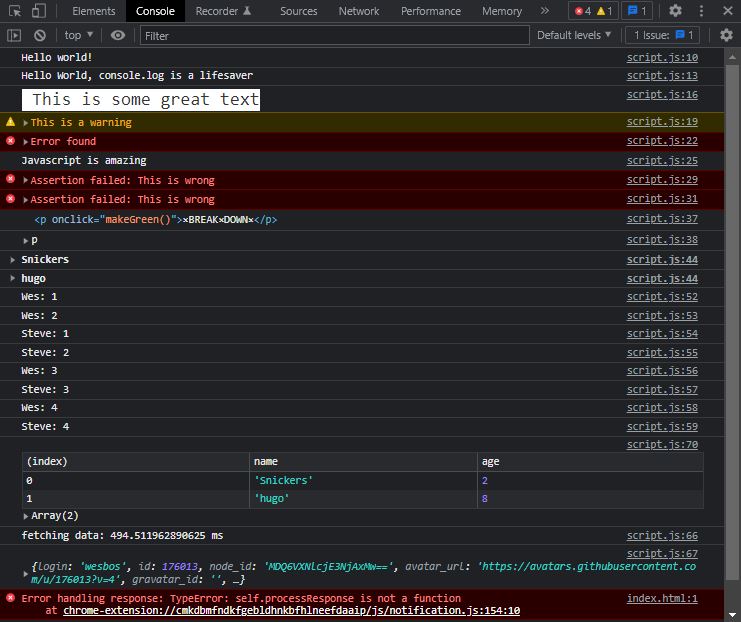 Elements Console Recorder Sources Network Performance Memory » 4 1 1
top ▼ Filter Default levels ▼ 1 Issue: 1
Hello world! script.js:10
Hello World, console.log is a lifesaver script.js:13
This is some great text script.js:16
This is a warning script.js:19
Error found script.js:22
Javascript is amazing script.js:25
Assertion failed: This is wrong script.js:29
Assertion failed: This is wrong script.js:31
<p onclick="makeGreen()">×BREAK×DOWN×</p> script.js:37
p script.js:38
Snickers script.js:44
hugo script.js:44
Wes: 1 script.js:52
Wes: 2 script.js:53
Steve: 1 script.js:54
Steve: 2 script.js:55
Wes: 3 script.js:56
Steve: 3 script.js:57
Wes: 4 script.js:58
Steve: 4 script.js:59
script.js:70
(index) name age
0 'Snickers' 2
1 'hugo' 8
Array(2)
fetching data: 494.511962890625 ms script.js:66
script.js:67
{login: 'wesbos', id: 176013, node_id: 'MDQ6VXNlcjE3NjAxMw==', avatar_url: 'https://avatars.githubusercontent.co
m/u/176013?v=4', gravatar_id: '', …}
Error handling response: TypeError: self.processResponse is not a function index.html:1
at chrome-extension://cmkdbmfndkfgebldhnkbfhlneefdaaip/js/notification.js:154:10